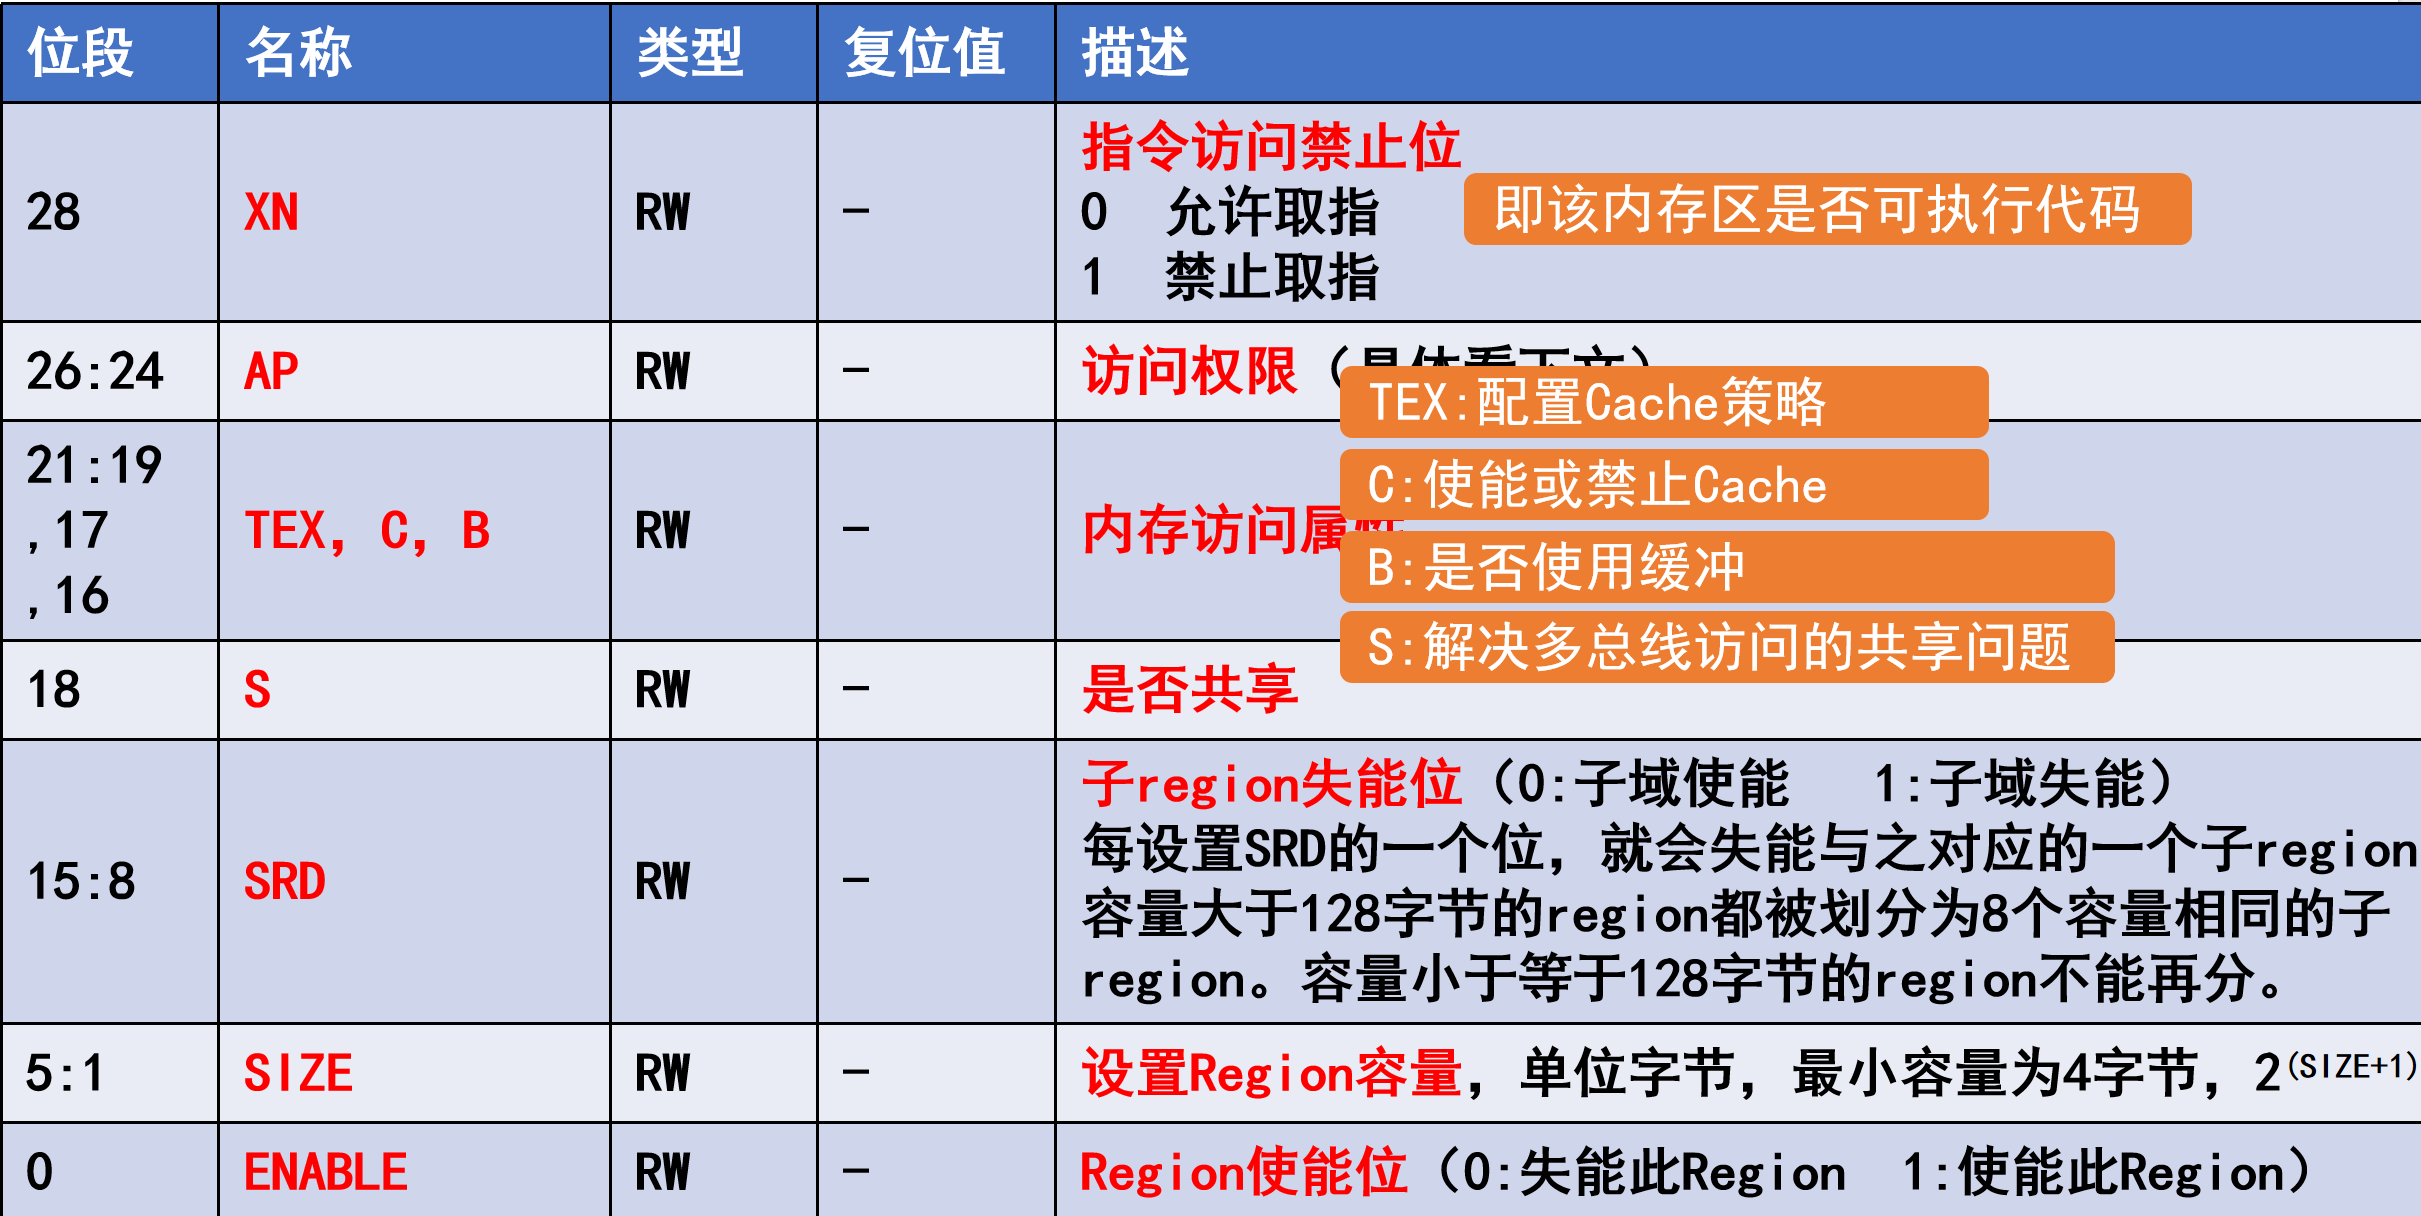 位段 名称 类型 复位值 描述
28 XN RW - 指令访问禁止位
0 允许取指
1 禁止取指
即该内存区是否可执行代码
26:24 AP RW - 访问权限（具体看下文）
21:19
,17
,16
TEX，C，B RW - 内存访问属性
TEX:配置Cache策略
C:使能或禁止Cache
B:是否使用缓冲
S:解决多总线访问的共享问题
18 S RW - 是否共享
15:8 SRD RW - 子region失能位（0:子域使能 1:子域失能）
每设置SRD的一个位，就会失能与之对应的一个子region
容量大于128字节的region都被划分为8个容量相同的子
region。容量小于等于128字节的region不能再分。
5:1 SIZE RW - 设置Region容量，单位字节，最小容量为4字节，2(SIZE+1)
0 ENABLE RW - Region使能位（0:失能此Region 1:使能此Region）